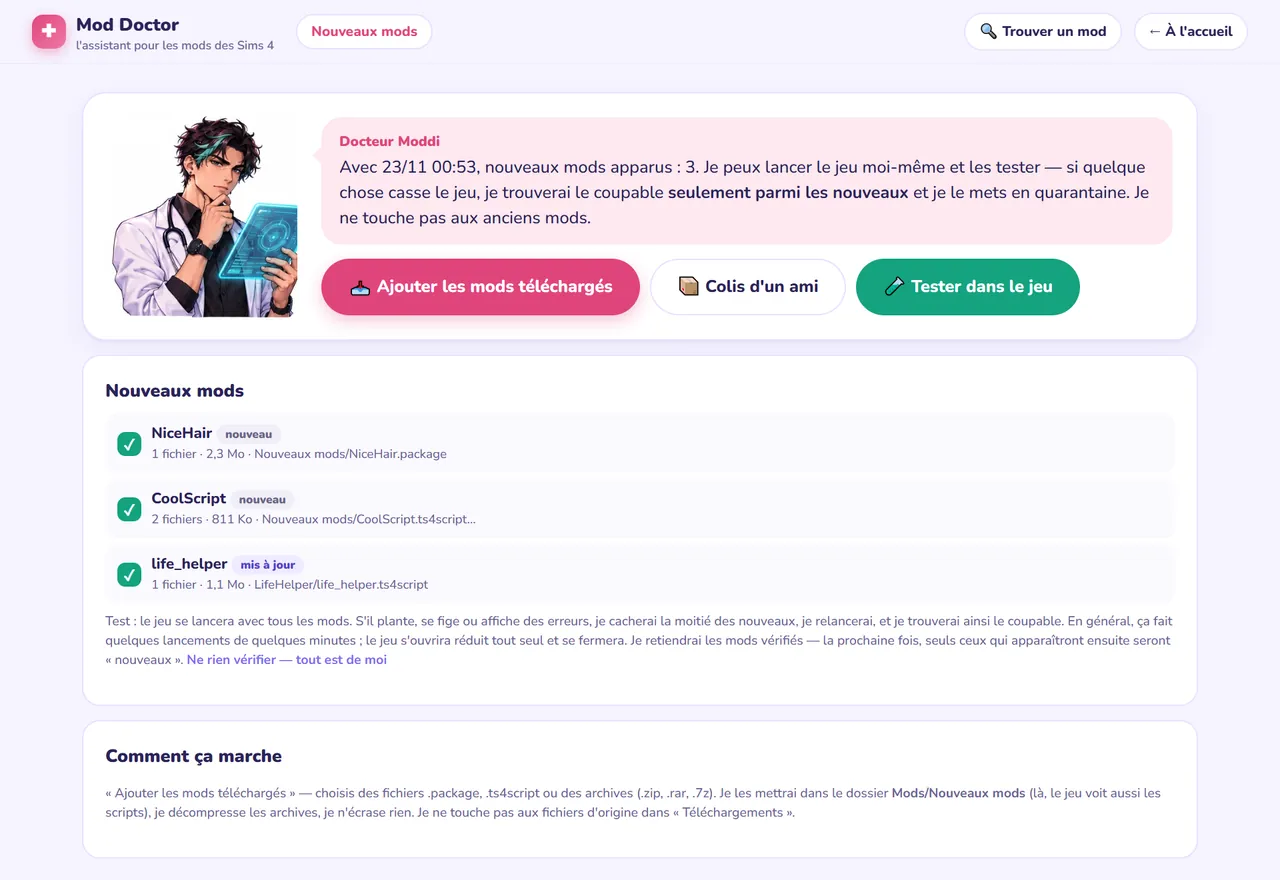 Mod Doctor
l'assistant pour les mods des Sims 4
Nouveaux mods
Trouver un mod
← À l'accueil
Docteur Moddi
Avec 23/11 00:53, nouveaux mods apparus : 3. Je peux lancer le jeu moi-même et les tester — si quelque
chose casse le jeu, je trouverai le coupable seulement parmi les nouveaux et je le mets en quarantaine. Je
ne touche pas aux anciens mods.
Ajouter les mods téléchargés
Colis d'un ami
Tester dans le jeu
Nouveaux mods
NiceHair nouveau
1 fichier · 2,3 Mo · Nouveaux mods/NiceHair.package
CoolScript nouveau
2 fichiers · 811 Ko · Nouveaux mods/CoolScript.ts4script...
life_helper mis à jour
1 fichier · 1,1 Mo · LifeHelper/life_helper.ts4script
Test : le jeu se lancera avec tous les mods. S'il plante, se fige ou affiche des erreurs, je cacherai la moitié des nouveaux, je relancerai, et je trouverai ainsi le coupable. En général, ça fait
quelques lancements de quelques minutes ; le jeu s'ouvrira réduit tout seul et se fermera. Je retiendrai les mods vérifiés — la prochaine fois, seuls ceux qui apparaîtront ensuite seront
« nouveaux ». Ne rien vérifier — tout est de moi
Comment ça marche
« Ajouter les mods téléchargés » — choisis des fichiers .package, .ts4script ou des archives (.zip, .rar, .7z). Je les mettrai dans le dossier Mods/Nouveaux mods (là, le jeu voit aussi les
scripts), je décompresse les archives, je n'écrase rien. Je ne touche pas aux fichiers d'origine dans « Téléchargements ».